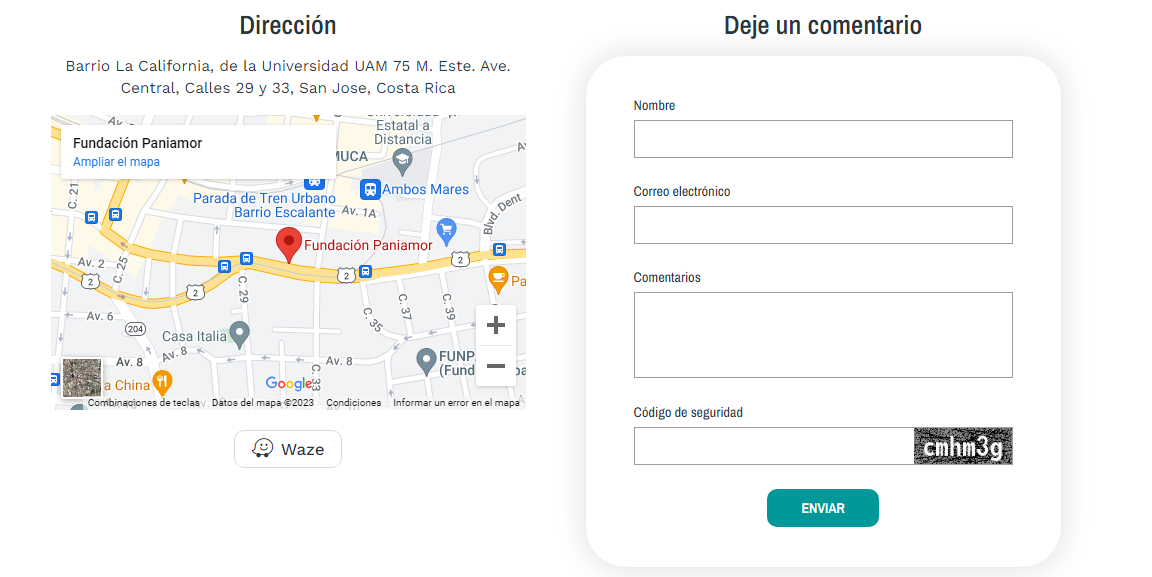 Dirección
Barrio La California, de la Universidad UAM 75 M. Este. Ave.
Central, Calles 29 y 33, San Jose, Costa Rica
Fundación Paniamor
Ampliar el mapa
Estatal a
Distancia
Ambos Mares
Parada de Tren Urbano
Barrio Escalante
Av. 1A
Blvd. Dent
C. 21
Fundación Paniamor
Av. 2
C. 25
2
2
2
2
C. 29
C. 35
C. 37
C. 39
Av. 6
204
Casa Italia
Av. 8
Av. 8
Av. 8
C. 33
a China
Google
Combinaciones de teclas
Datos del mapa ©2023
Condiciones
Informar un error en el mapa
Waze
Deje un comentario
Nombre
Correo electrónico
Comentarios
Código de seguridad
cmhm3g
ENVIAR